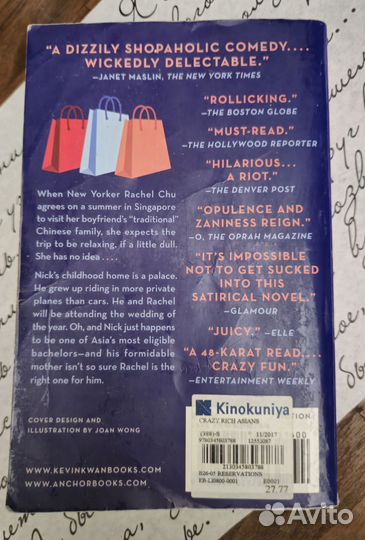 “A DIZZILY SHOPAHOLIC COMEDY....
WICKEDLY DELECTABLE.”
—JANET MASLIN, THE NEW YORK TIMES
“ROLLICKING.”
—THE BOSTON GLOBE
“MUST-READ.”
—THE HOLLYWOOD REPORTER
“HILARIOUS...
A RIOT.”
—THE DENVER POST
“OPULENCE AND
ZANINESS REIGN.”
—O, THE OPRAH MAGAZINE
“IT’S IMPOSSIBLE
NOT TO GET SUCKED
INTO THIS
SATIRICAL NOVEL.”
—GLAMOUR
“JUICY.” —ELLE
“A 48-KARAT READ....
CRAZY FUN.”
—ENTERTAINMENT WEEKLY
When New Yorker Rachel Chu
agrees on a summer in Singapore
to visit her boyfriend’s “traditional”
Chinese family, she expects the
trip to be relaxing, if a little dull.
She has no idea....
Nick’s childhood home is a palace.
He grew up riding in more private
planes than cars. He and Rachel
will be attending the wedding of
the year. Oh, and Nick just happens
to be one of Asia’s most eligible
bachelors—and his formidable
mother isn’t so sure Rachel is the
right one for him.
COVER DESIGN AND
ILLUSTRATION BY JOAN WONG
WWW.KEVINKWANBOOKS.COM
WWW.ANCHORBOOKS.COM
Kinokuniya
CRAZY RICH ASIANS
11/2017
9780345803788 12553087
2130345803788
B26-05 RESERVATIONS
E0021
27.77
Avito